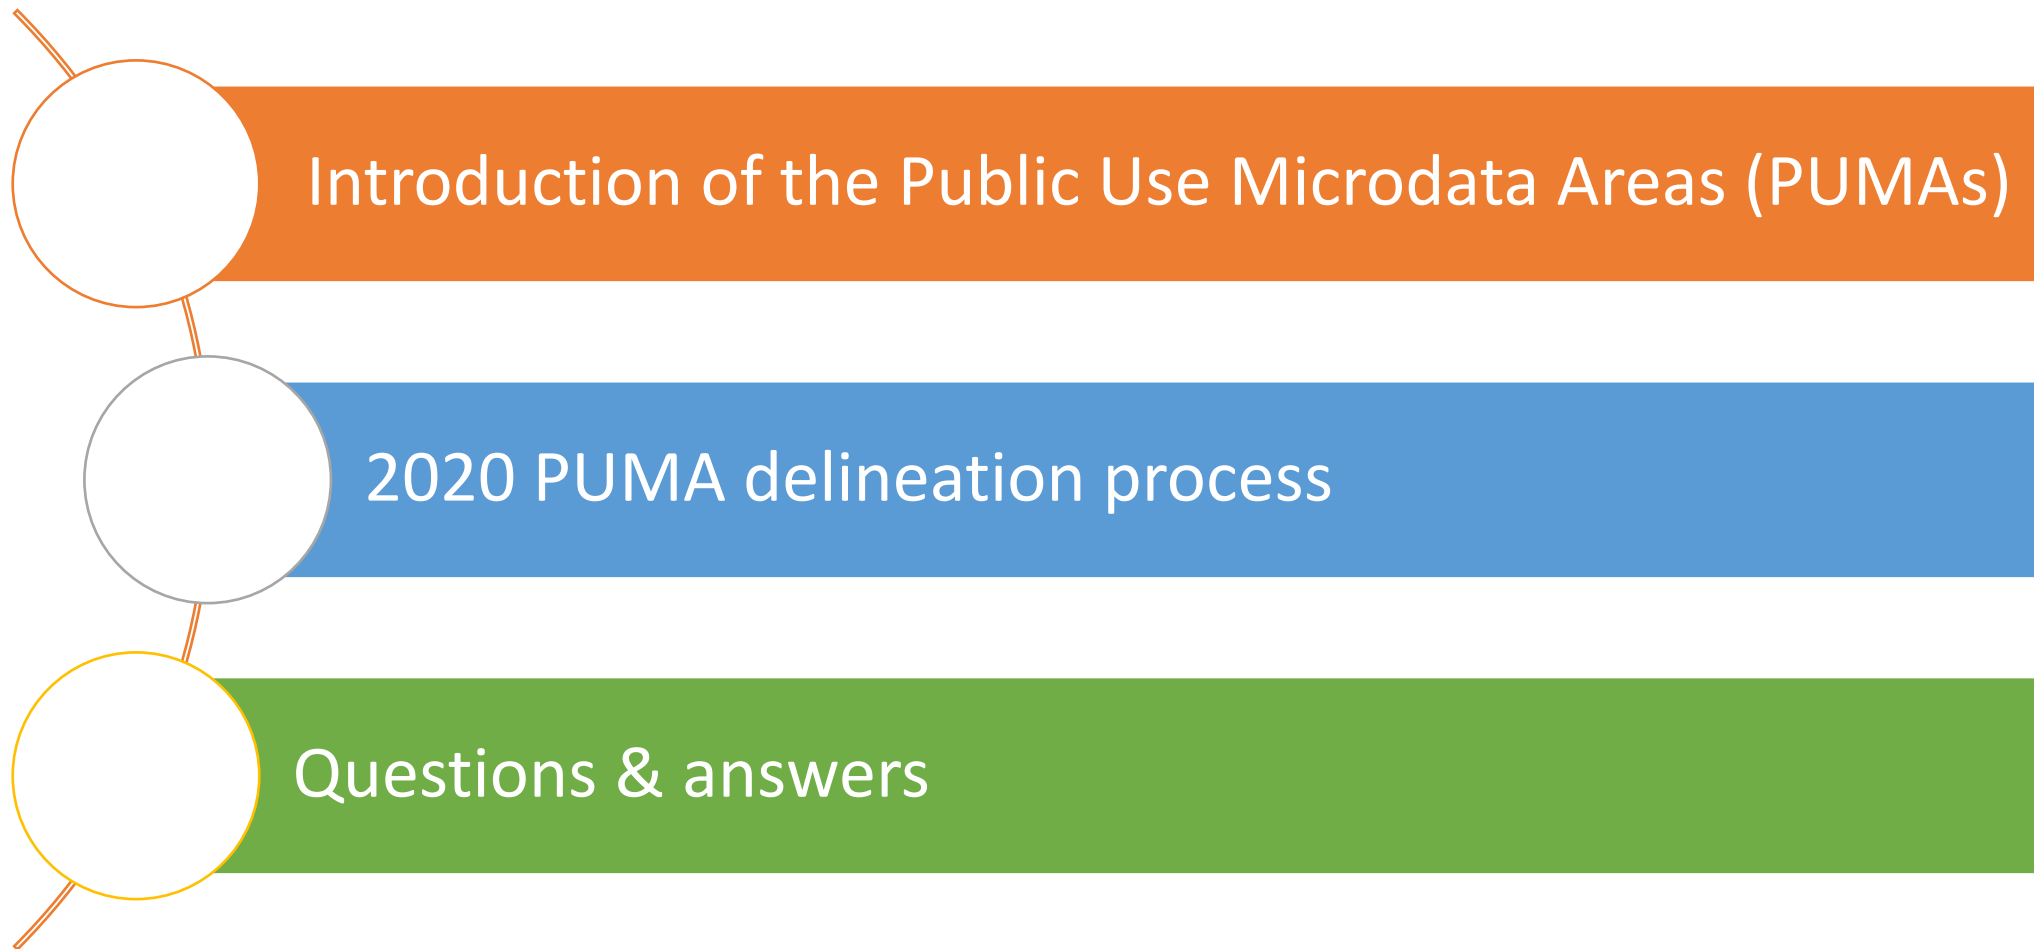 Introduction of the Public Use Microdata Areas (PUMAs)
2020 PUMA delineation process
Questions & answers